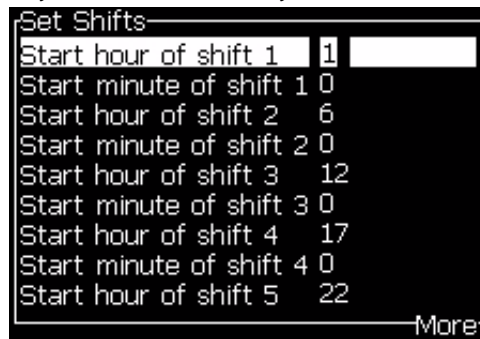 Set Shifts
Start hour of shift 1 1
Start minute of shift 1 0
Start hour of shift 2 6
Start minute of shift 2 0
Start hour of shift 3 12
Start minute of shift 3 0
Start hour of shift 4 17
Start minute of shift 4 0
Start hour of shift 5 22
More